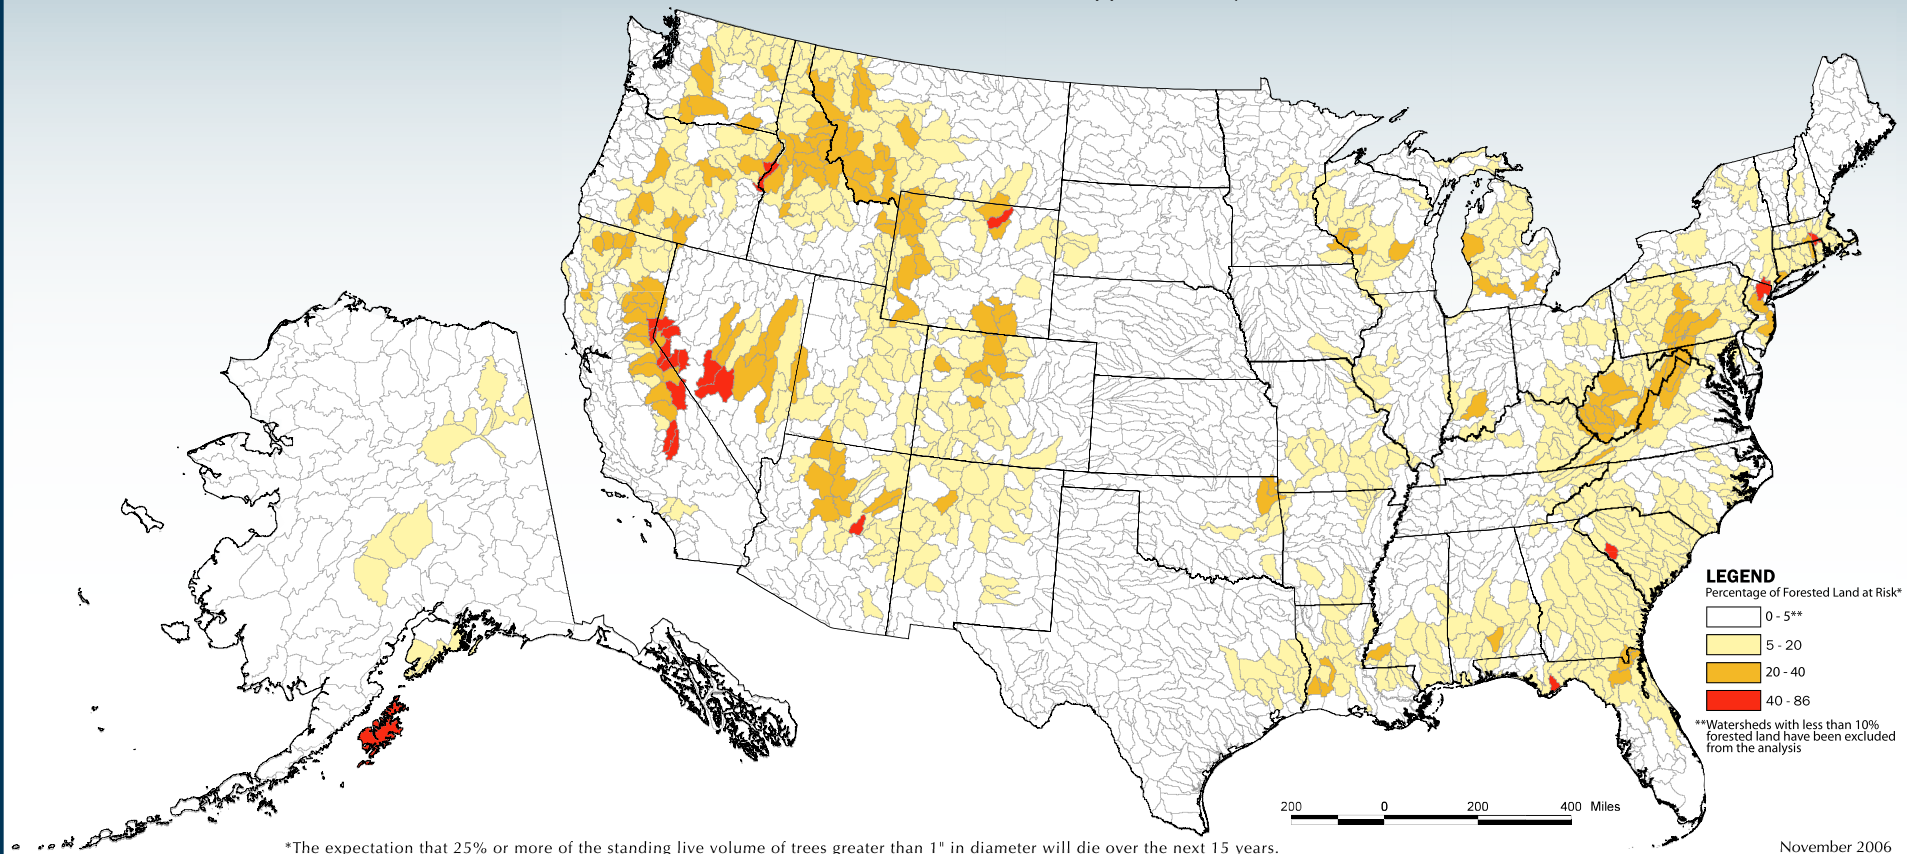 LEGEND
Percentage of Forested Land at Risk*
0 - 5**
5 - 20
20 - 40
40 - 86
**Watersheds with less than 10%
forested land have been excluded
from the analysis
200 0 200 400 Miles
*The expectation that 25% or more of the standing live volume of trees greater than 1" in diameter will die over the next 15 years.
November 2006